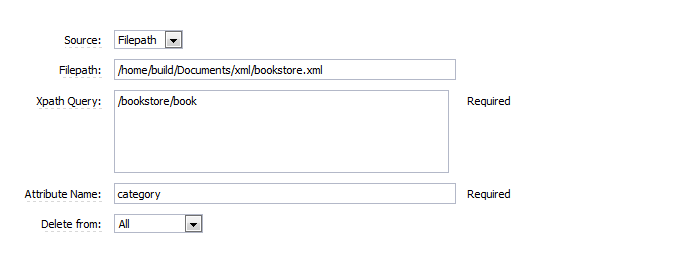 Source: Filepath
Filepath: /home/build/Documents/xml/bookstore.xml
Xpath Query: /bookstore/book Required
Attribute Name: category Required
Delete from: All